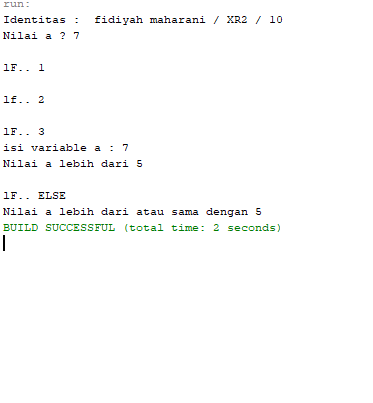 run:
Identitas :  fidiyah maharani / XR2 / 10
Nilai a ? 7
lF.. 1
lf.. 2
lF.. 3
isi variable a : 7
Nilai a lebih dari 5
lF.. ELSE
Nilai a lebih dari atau sama dengan 5
BUILD SUCCESSFUL (total time: 2 seconds)